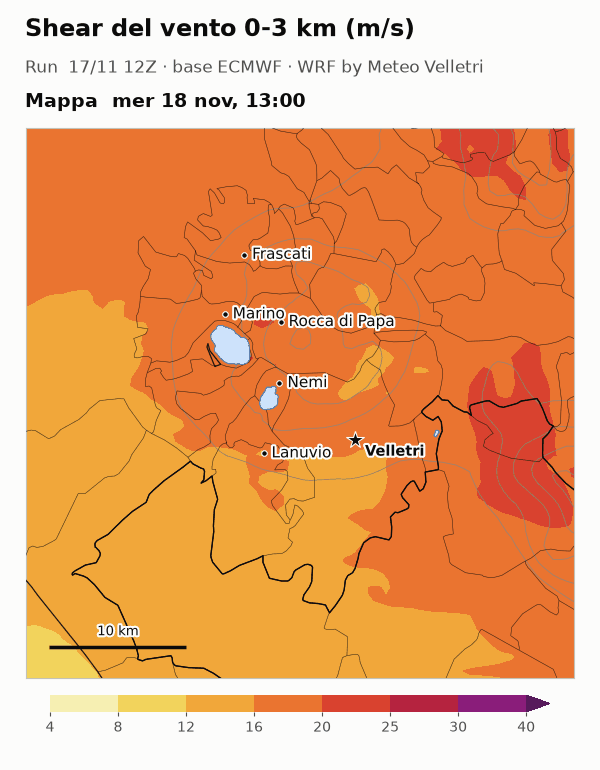 Shear del vento 0-3 km (m/s)
Run  17/11 12Z · base ECMWF · WRF by Meteo Velletri
Mappa  mer 18 nov, 13:00
Frascati
Marino
Rocca di Papa
Nemi
Velletri
Lanuvio
10 km
4 8 12 16 20 25 30 40